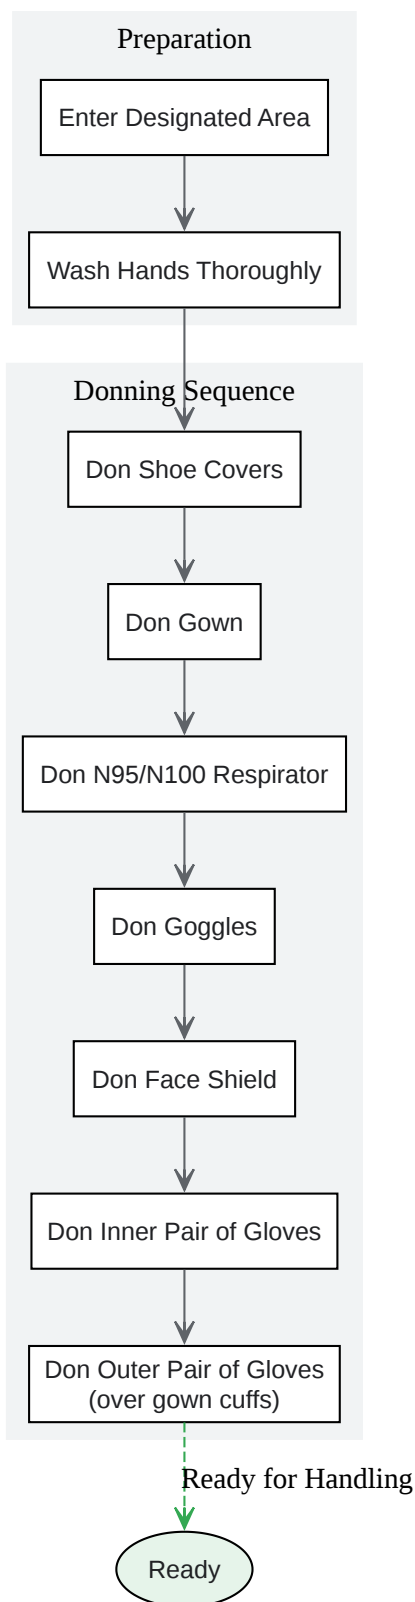 Preparation
Enter Designated Area
Wash Hands Thoroughly
Donning Sequence
Don Shoe Covers
Don Gown
Don N95/N100 Respirator
Don Goggles
Don Face Shield
Don Inner Pair of Gloves
Don Outer Pair of Gloves
(over gown cuffs)
Ready for Handling
Ready